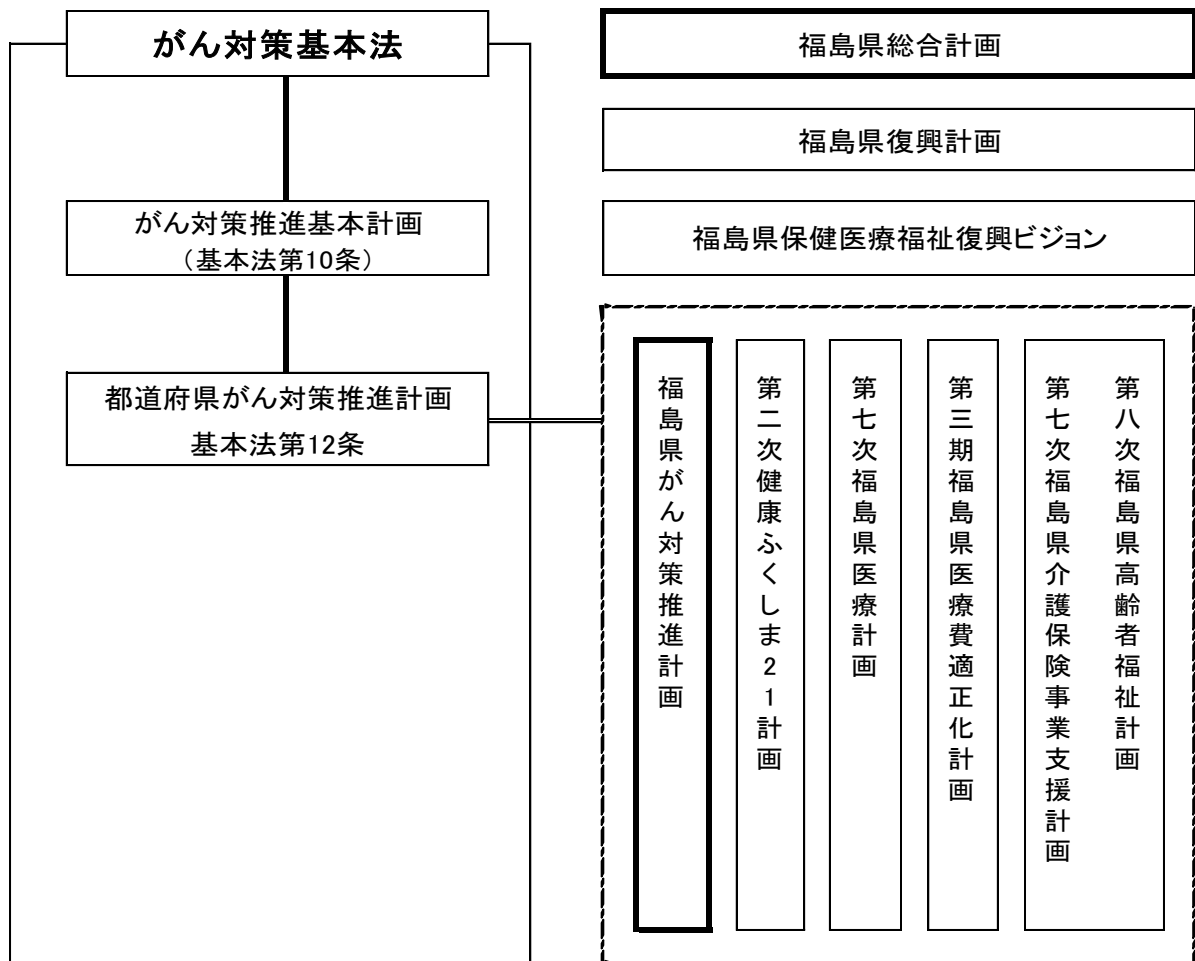 がん対策基本法
がん対策推進基本計画
（基本法第10条）
都道府県がん対策推進計画
基本法第12条
福島県総合計画
福島県復興計画
福島県保健医療福祉復興ビジョン
福島県がん対策推進計画
第二次健康ふくしま２１計画
第七次福島県医療計画
第三期福島県医療費適正化計画
第八次福島県高齢者福祉計画
第七次福島県介護保険事業支援計画